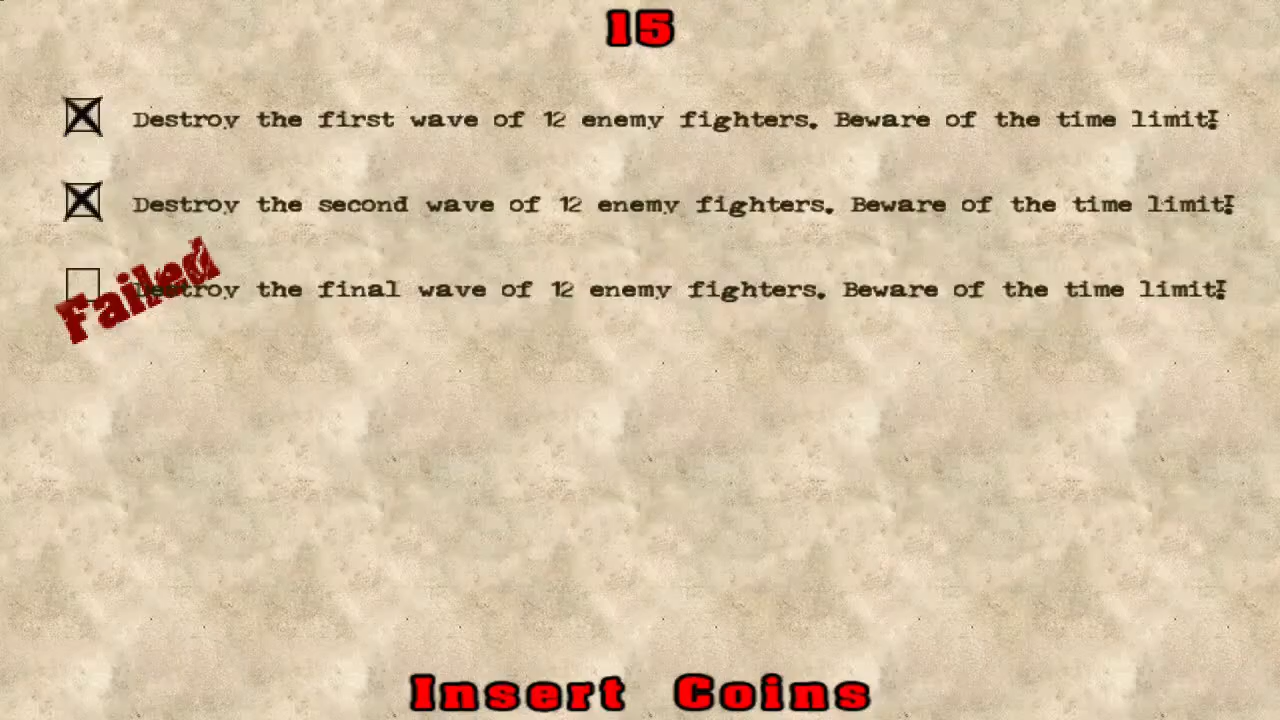 15
Destroy the first wave of 12 enemy fighters. Beware of the time limit!
Destroy the second wave of 12 enemy fighters. Beware of the time limit!
Failed
Destroy the final wave of 12 enemy fighters. Beware of the time limit!
Insert Coins